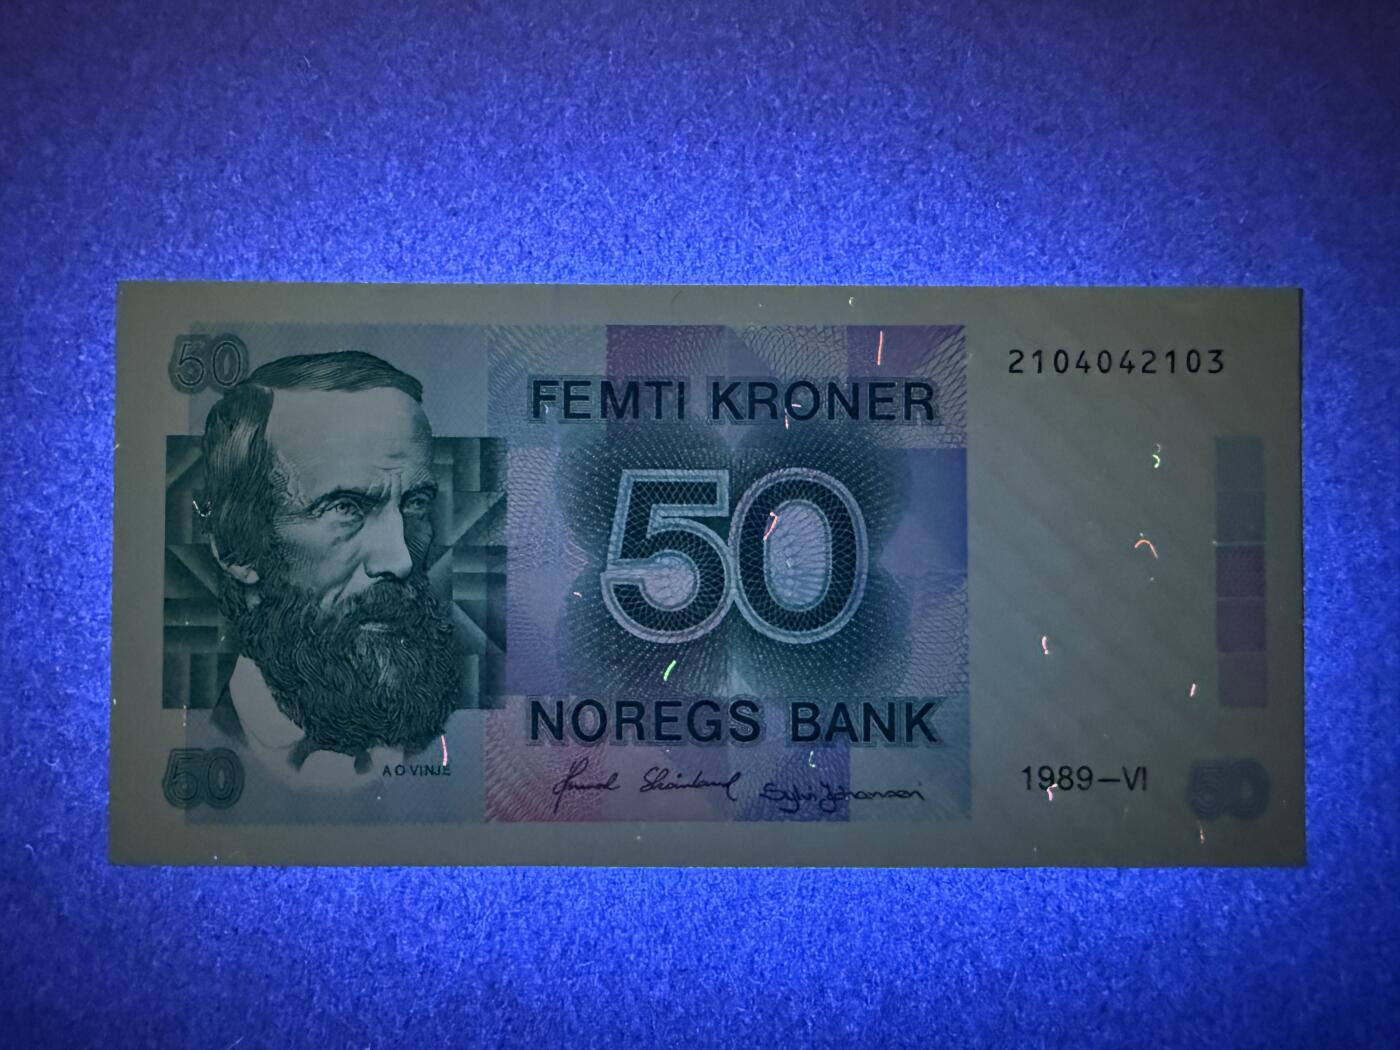 50
FEMTI KRONER
2104042103
50
NOREGS BANK
A O VINJE
50
1989–VI
50